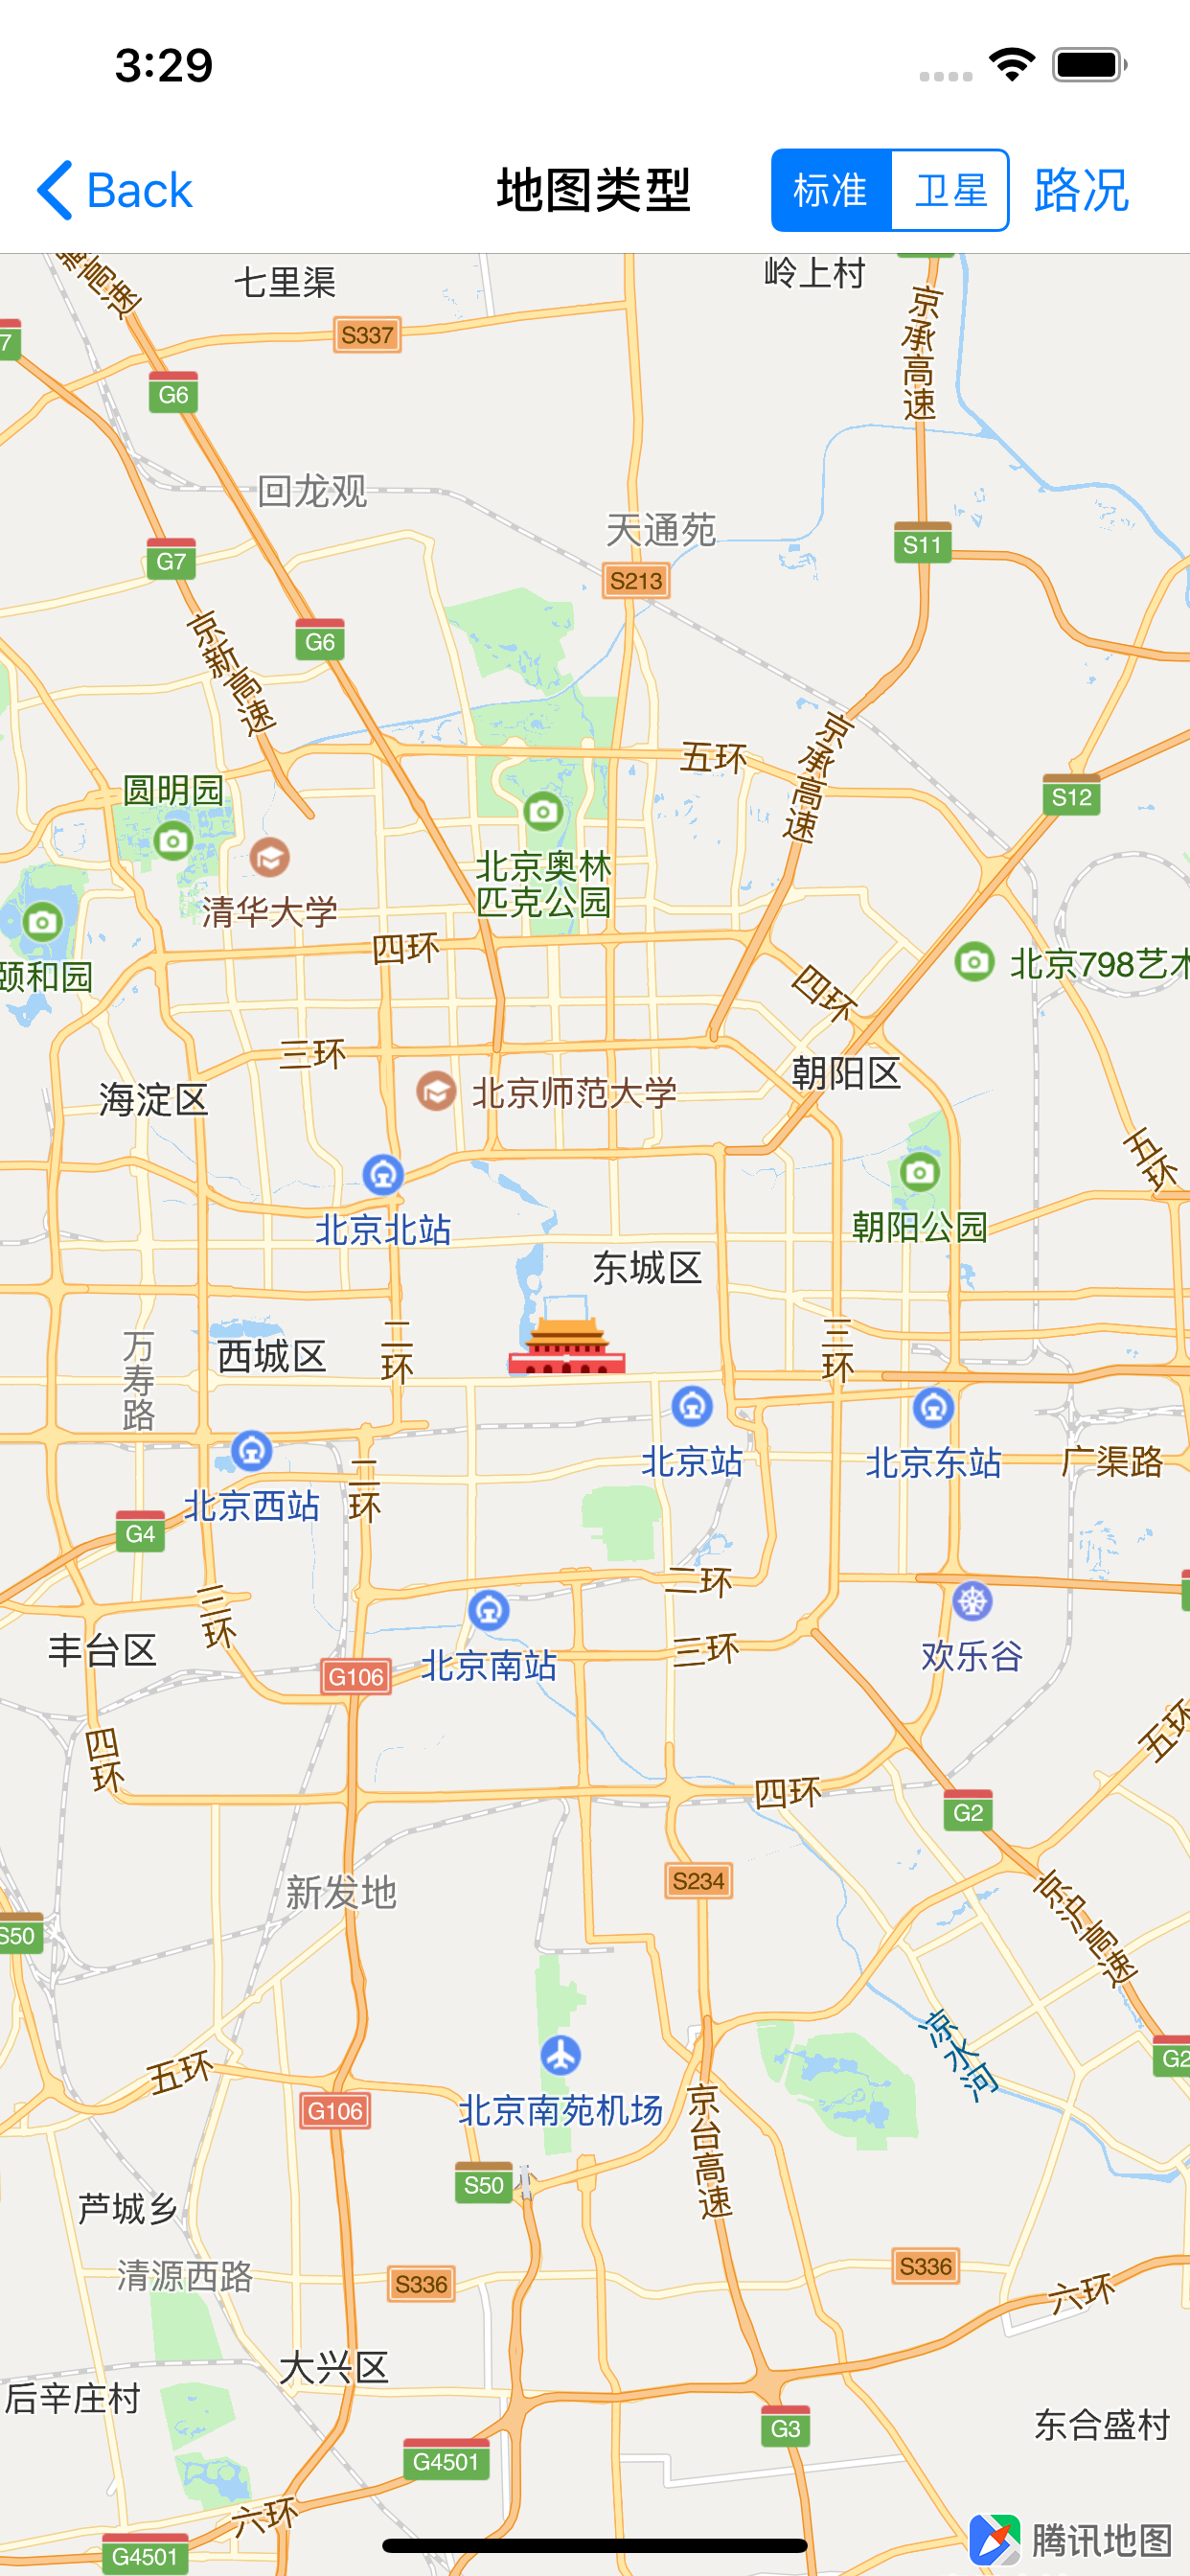 3:29
Back
地图类型
标准
卫星
路况
藏高速
七里渠
岭上村
京承高速
S337
7
G6
回龙观
天通苑
S11
G7
S213
G6
京新高速
京承高速
五环
圆明园
S12
北京奥林
匹克公园
清华大学
四环
颐和园
北京798艺术
四环
三环
朝阳区
海淀区
北京师范大学
五环
北京北站
朝阳公园
东城区
万寿路
西城区
二环
三环
北京站
北京东站
广渠路
北京西站
二环
G4
二环
三环
丰台区
北京南站
三环
欢乐谷
G106
四环
五环
四环
G2
S234
新发地
京沪高速
S50
凉水河
五环
G2
北京南苑机场
G106
京台高速
S50
芦城乡
清源西路
S336
S336
六环
大兴区
后辛庄村
东合盛村
G3
G4501
六环
腾讯地图
G4501